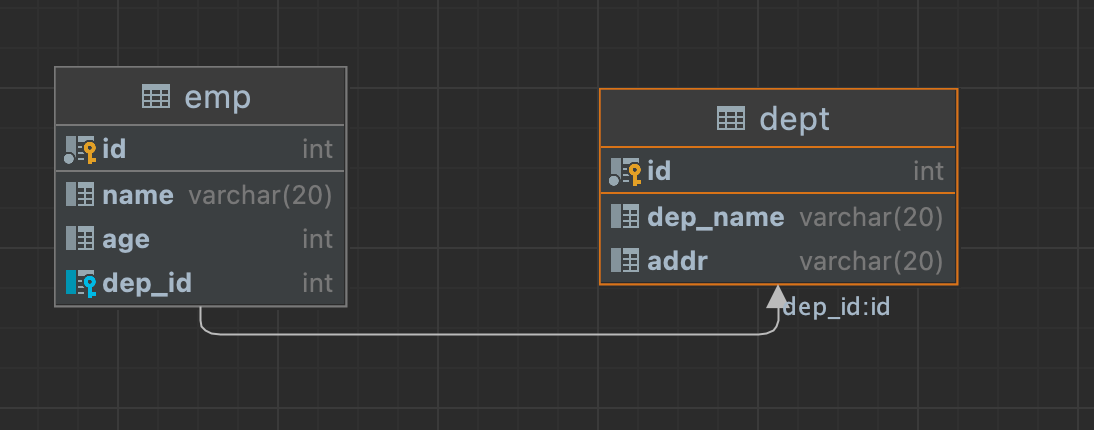 emp
id int
name varchar(20)
age int
dep_id int
dept
id int
dep_name varchar(20)
addr varchar(20)
dep_id:id